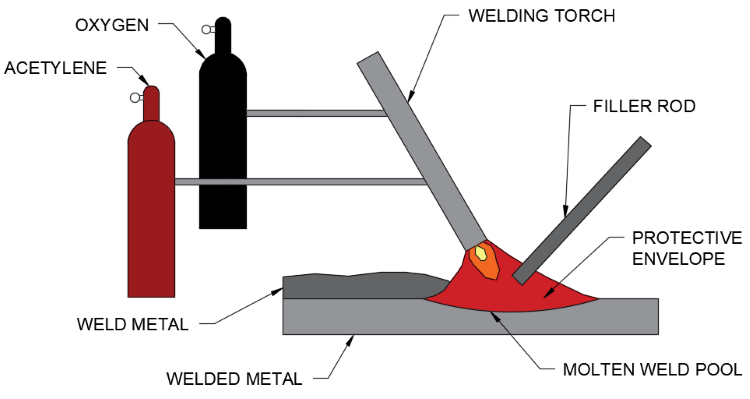 WELDING TORCH
OXYGEN
ACETYLENE
FILLER ROD
PROTECTIVE
ENVELOPE
WELD METAL
MOLTEN WELD POOL
WELDED METAL